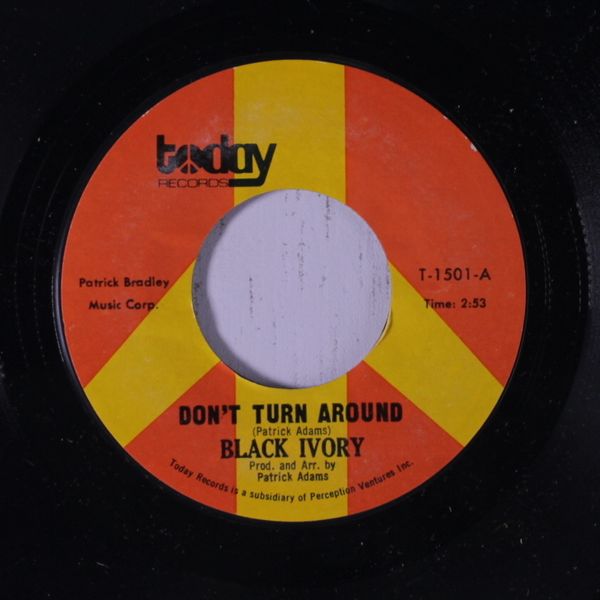 today
RECORDS
Patrick Bradley
Music Corp.
T-1501-A
Time: 2:53
DON'T TURN AROUND
(Patrick Adams)
BLACK IVORY
Prod. and Arr. by
Patrick Adams
Today Records is a subsidiary of Perception Ventures Inc.